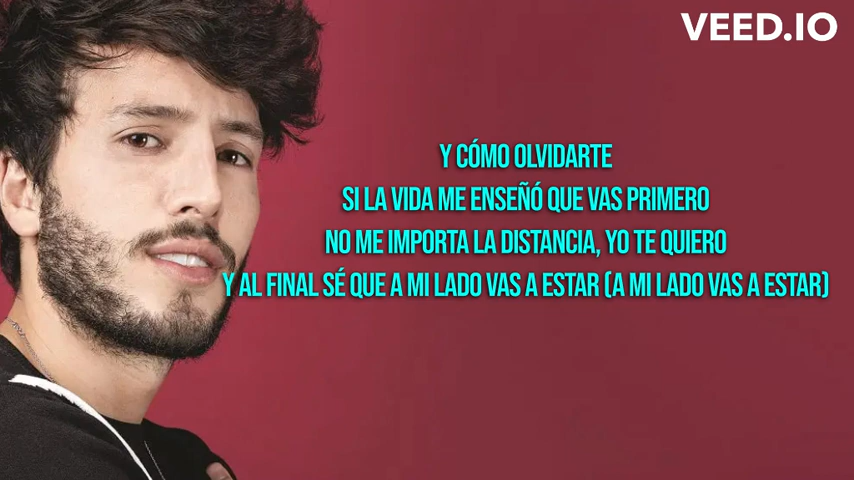 VEED.IO
Y CÓMO OLVIDARTE
SI LA VIDA ME ENSEÑÓ QUE VAS PRIMERO
NO ME IMPORTA LA DISTANCIA, YO TE QUIERO
Y AL FINAL SÉ QUE A MI LADO VAS A ESTAR (A MI LADO VAS A ESTAR)